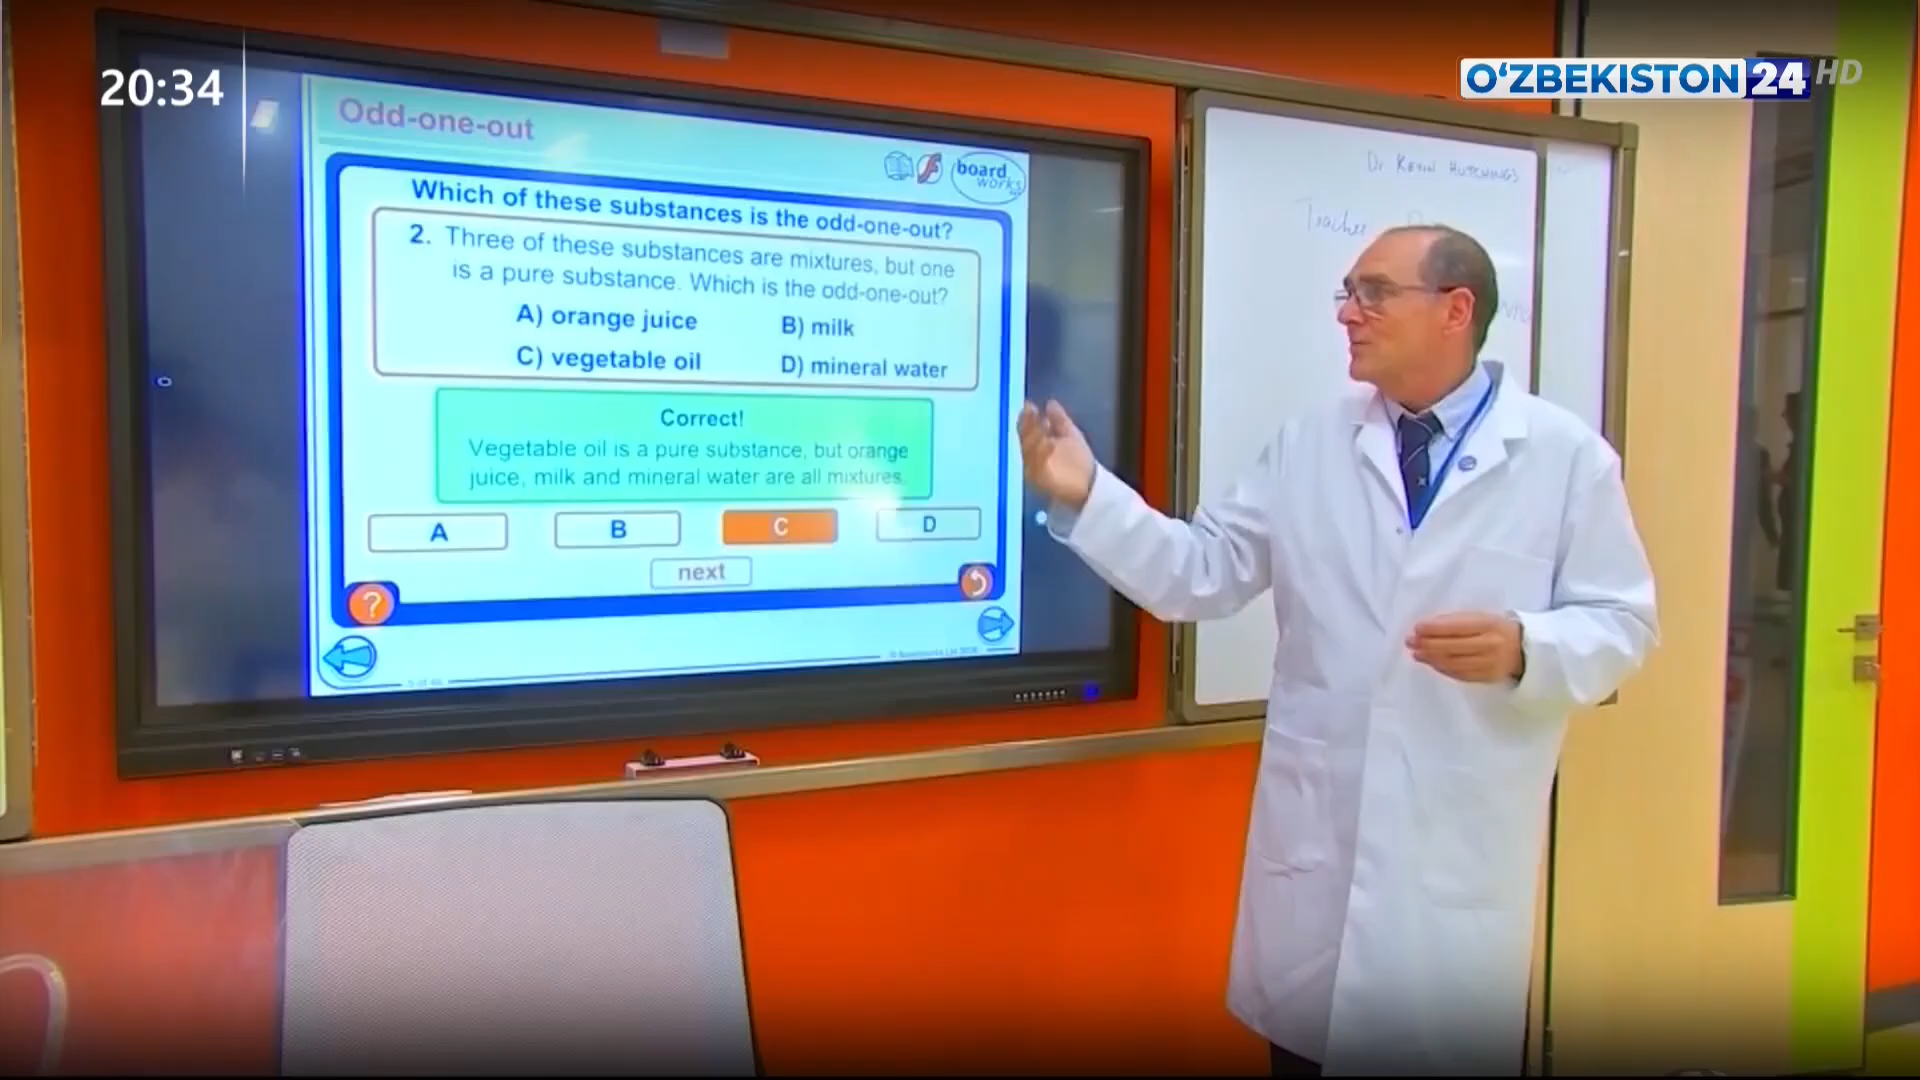 20:34
O‘ZBEKISTON 24 HD
Odd-one-out
board
works
Which of these substances is the odd-one-out?
2. Three of these substances are mixtures, but one
is a pure substance. Which is the odd-one-out?
A) orange juice
B) milk
C) vegetable oil
D) mineral water
Correct!
Vegetable oil is a pure substance, but orange
juice, milk and mineral water are all mixtures.
A
B
C
D
next
?
Dr KEVIN HUTCHINGS
Teacher